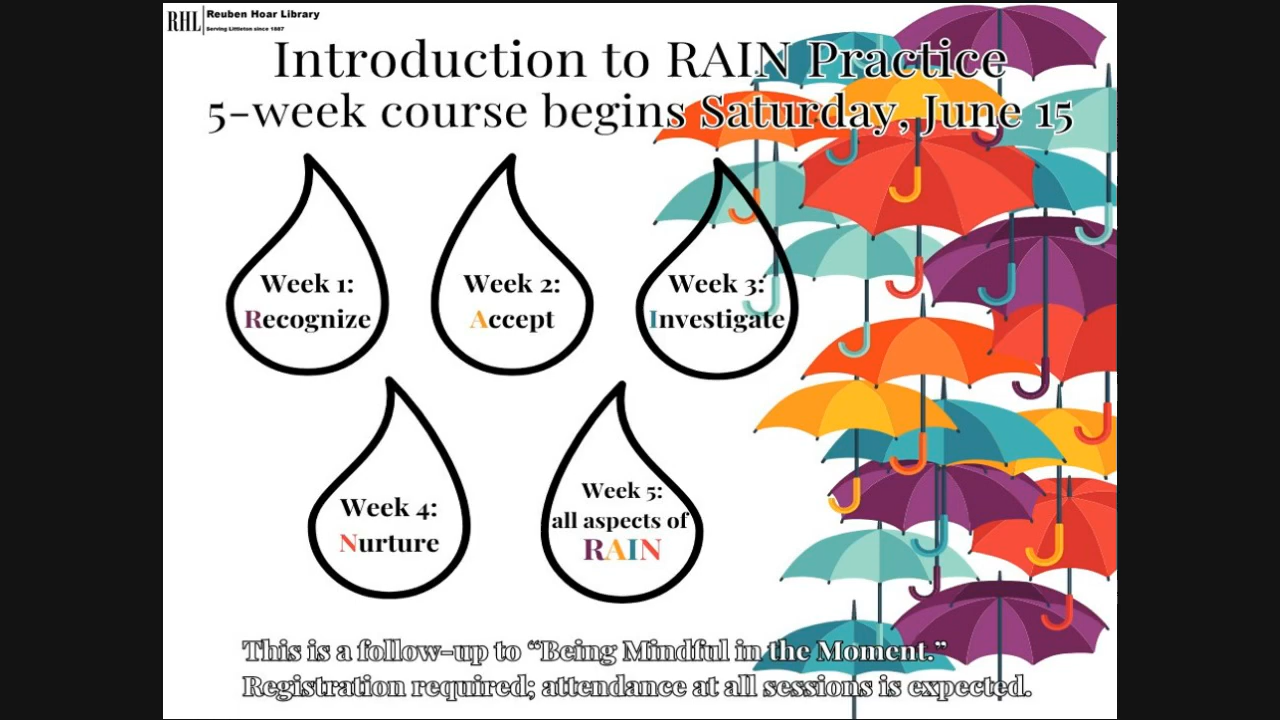 RHL
Reuben Hoar Library
Serving Littleton since 1887
Introduction to RAIN Practice
5-week course begins Saturday, June 15
Week 1:
Recognize
Week 2:
Accept
Week 3:
Investigate
Week 4:
Nurture
Week 5:
all aspects of
RAIN
This is a follow-up to “Being Mindful in the Moment.”
Registration required; attendance at all sessions is expected.